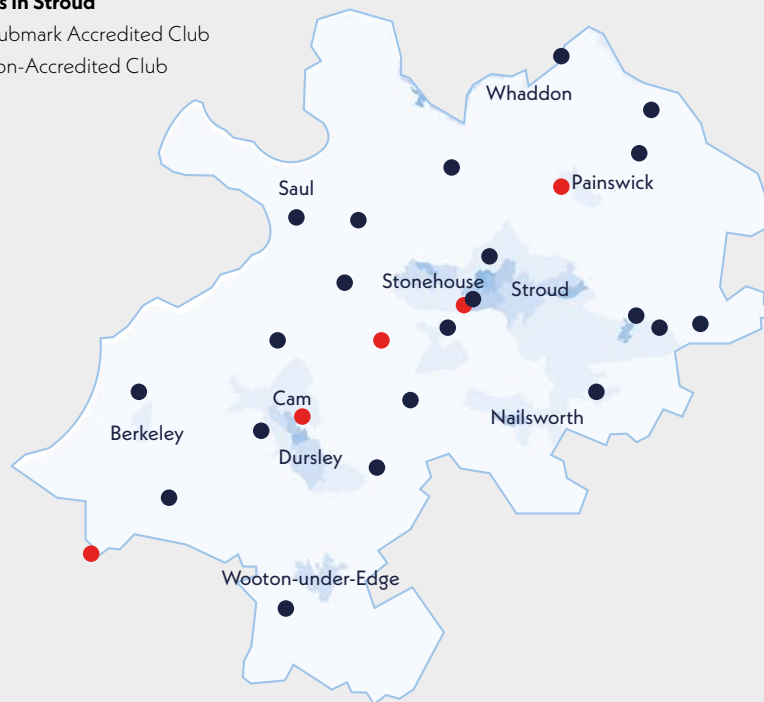 s in Stroud
ubmark Accredited Club
on-Accredited Club
Whaddon
Painswick
Saul
Stonehouse
Stroud
Cam
Nailsworth
Berkeley
Dursley
Wooton-under-Edge